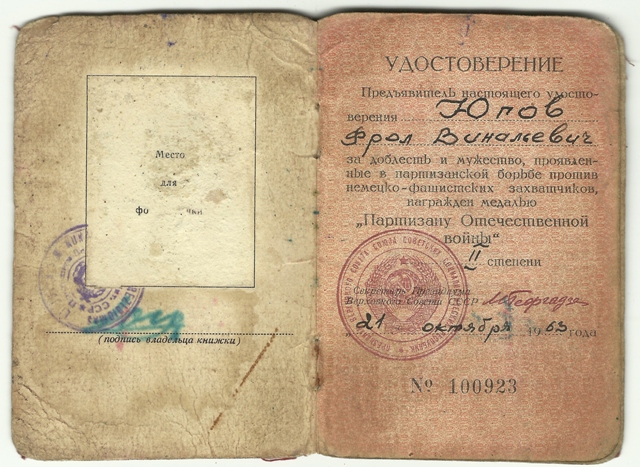 Место
для
фо чки
(подпись владельца книжки)
УДОСТОВЕРЕНИЕ
Предъявитель настоящего удосто-
верения Юпов
Фрол
за доблесть и мужество, проявлен-
ные в партизанской борьбе против
немецко-фашистских захватчиков,
награжден медалью
„Партизану Отечественной
войны“
II степени
Секретарь Президиума
Верховного Совета СССР
„21 октября 1963 года
№ 100923